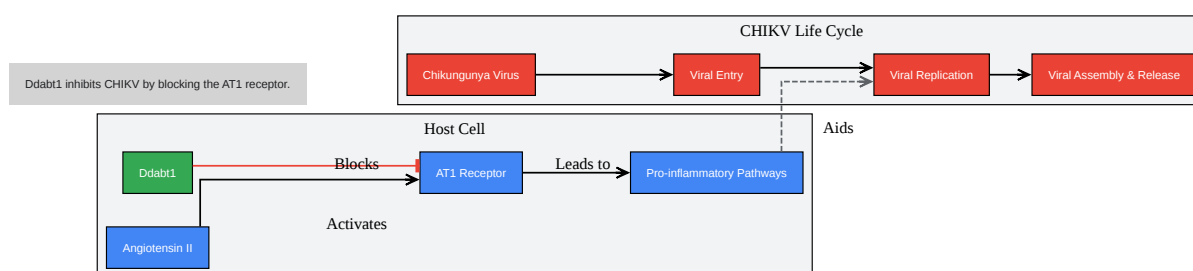 CHIKV Life Cycle
Chikungunya Virus
Viral Entry
Viral Replication
Viral Assembly & Release
Ddabt1 inhibits CHIKV by blocking the AT1 receptor.
Host Cell
Aids
Ddabt1
Blocks
AT1 Receptor
Leads to
Pro-inflammatory Pathways
Activates
Angiotensin II